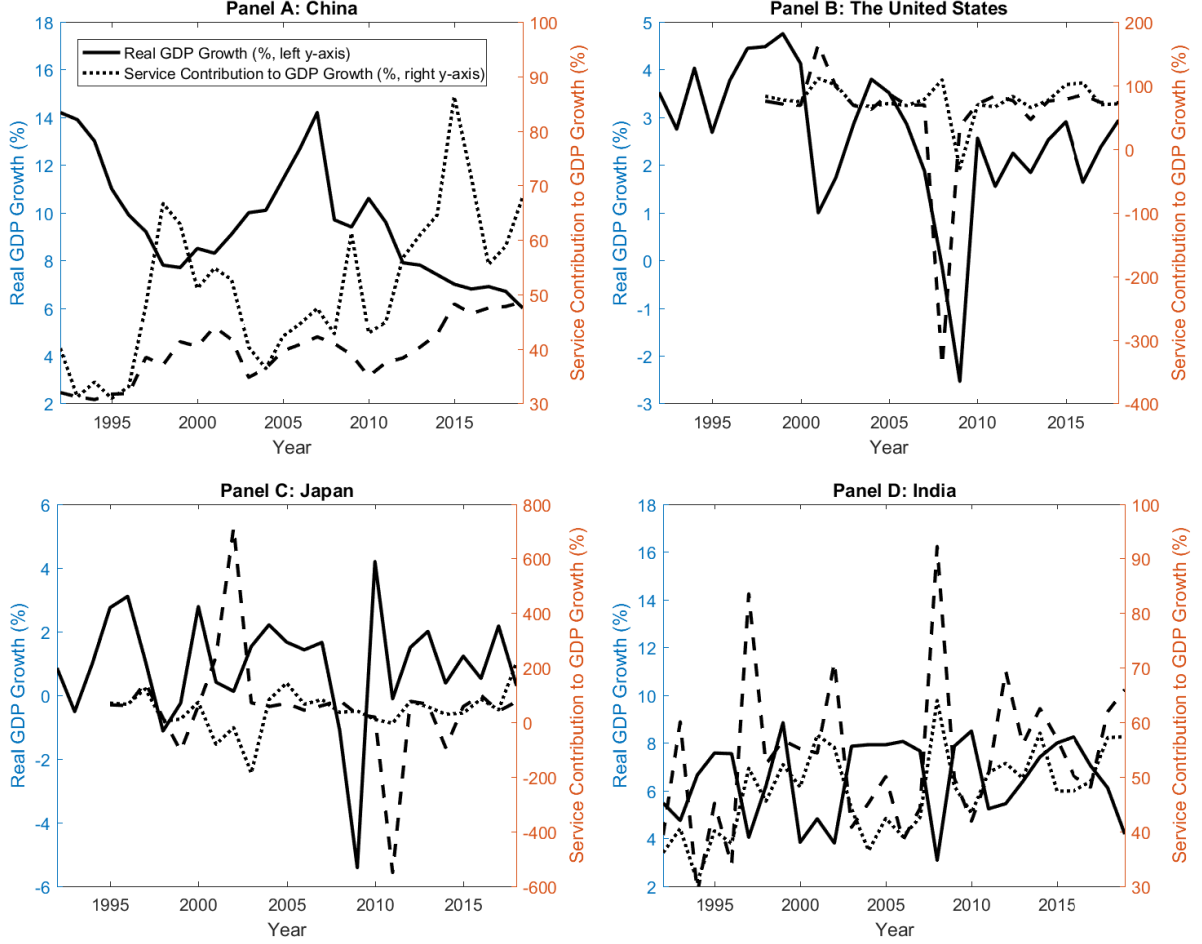 Panel A: China
Real GDP Growth (%)
18
16
14
12
10
8
6
4
2
Real GDP Growth (%, left y-axis)
Service Contribution to GDP Growth (%, right y-axis)
100
90
80
70
60
50
40
30
Service Contribution to GDP Growth (%)
1995 2000 2005 2010 2015
Year
Panel B: The United States
Real GDP Growth (%)
5
4
3
2
1
0
-1
-2
-3
200
100
0
-100
-200
-300
-400
Service Contribution to GDP Growth (%)
1995 2000 2005 2010 2015
Year
Panel C: Japan
Real GDP Growth (%)
6
4
2
0
-2
-4
-6
800
600
400
200
0
-200
-400
-600
Service Contribution to GDP Growth (%)
1995 2000 2005 2010 2015
Year
Panel D: India
Real GDP Growth (%)
18
16
14
12
10
8
6
4
2
100
90
80
70
60
50
40
30
Service Contribution to GDP Growth (%)
1995 2000 2005 2010 2015
Year